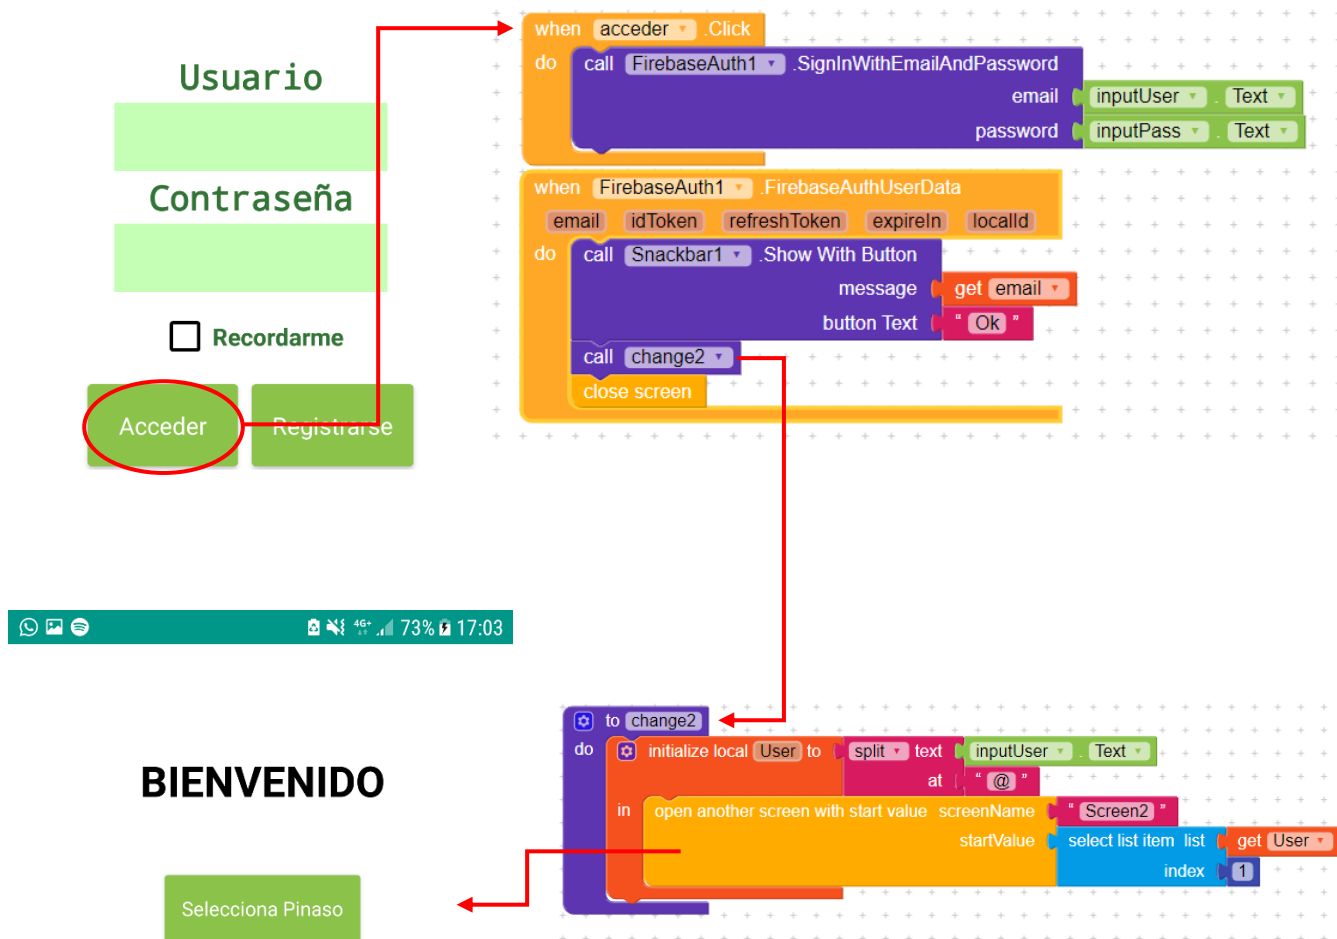 Usuario
Contraseña
Recordarme
Acceder
Registrarse
when acceder .Click
do call FirebaseAuth1 .SignInWithEmailAndPassword
email inputUser . Text
password inputPass . Text
when FirebaseAuth1 .FirebaseAuthUserData
email idToken refreshToken expireIn localId
do call Snackbar1 .Show With Button
message get email
button Text " Ok "
call change2
close screen
4G+ 73% 17:03
BIENVENIDO
Selecciona Pinaso
to change2
do initialize local User to split text inputUser . Text
at " @ "
in open another screen with start value screenName " Screen2 "
startValue select list item list get User
index 1